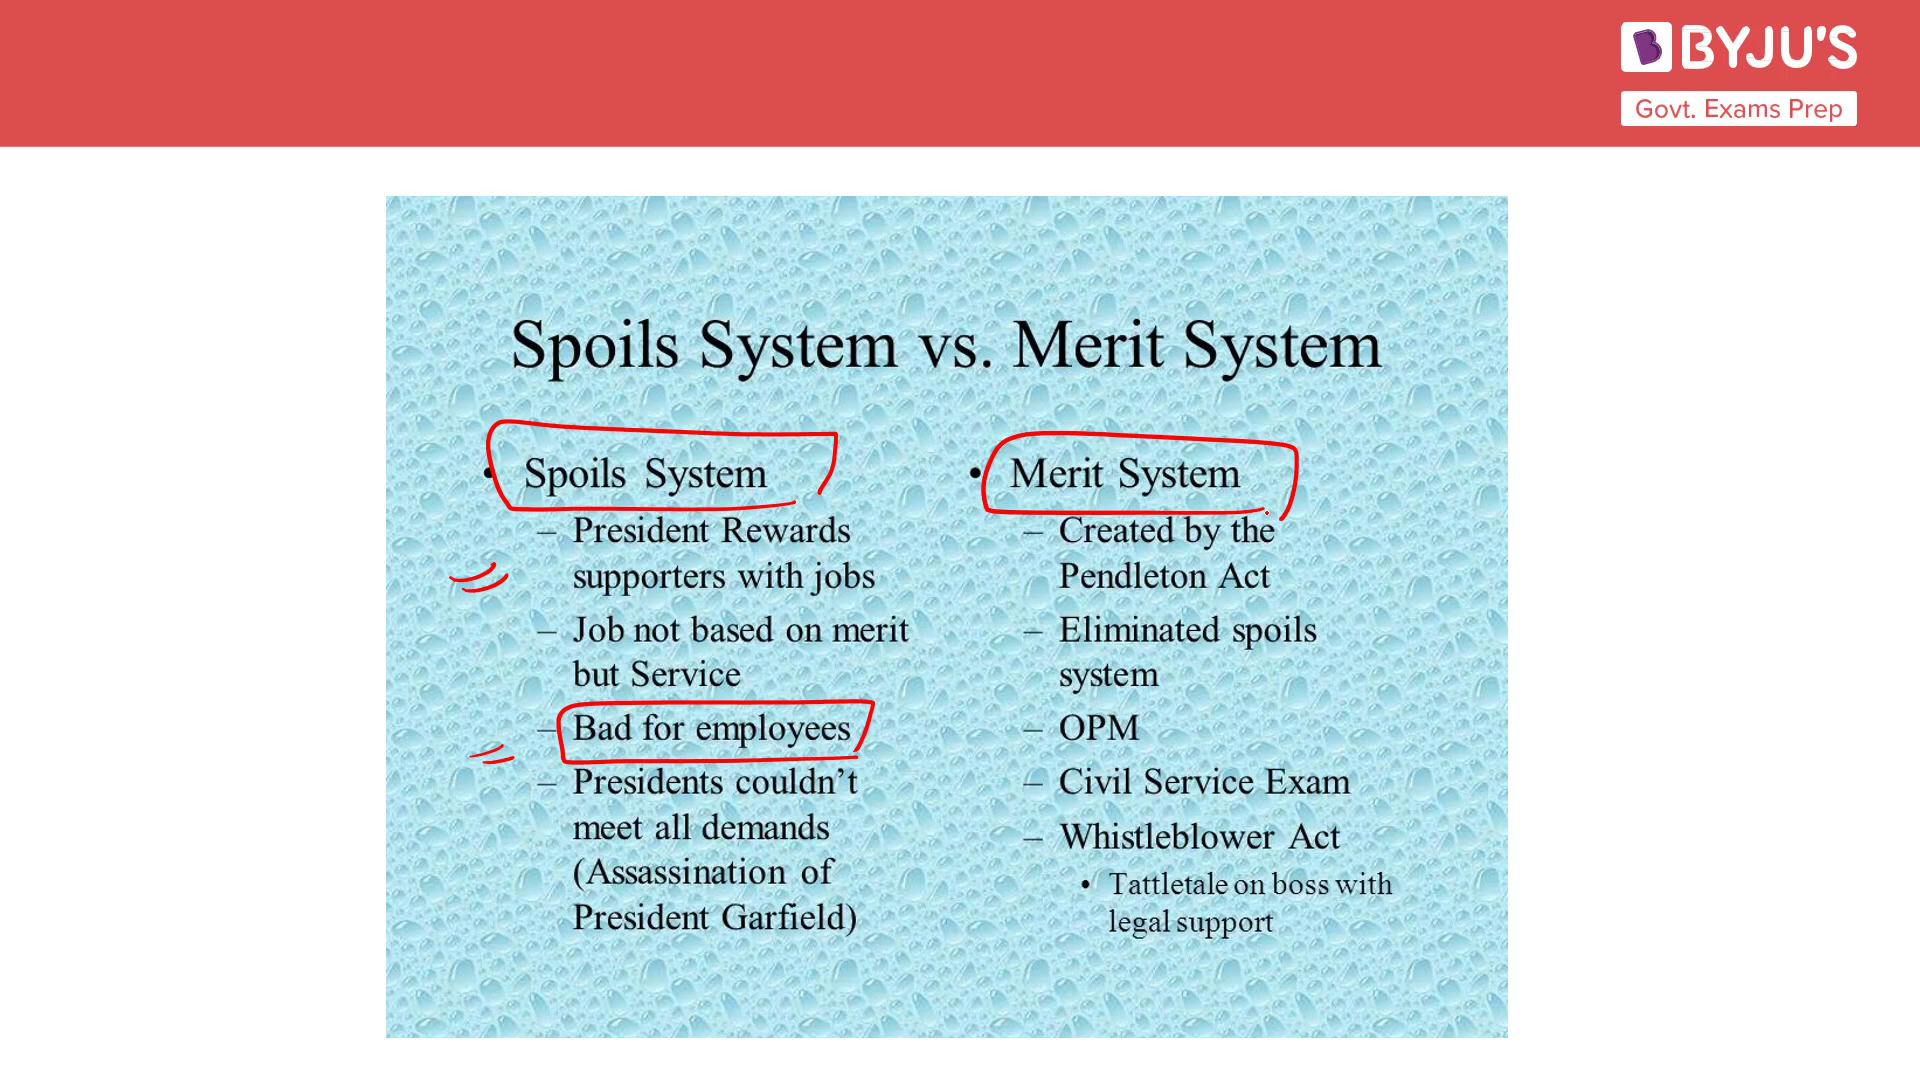 BYJU'S
Govt. Exams Prep
Spoils System vs. Merit System
• Spoils System
– President Rewards
supporters with jobs
– Job not based on merit
but Service
– Bad for employees
– Presidents couldn’t
meet all demands
(Assassination of
President Garfield)
• Merit System
– Created by the
Pendleton Act
– Eliminated spoils
system
– OPM
– Civil Service Exam
– Whistleblower Act
• Tattletale on boss with
legal support